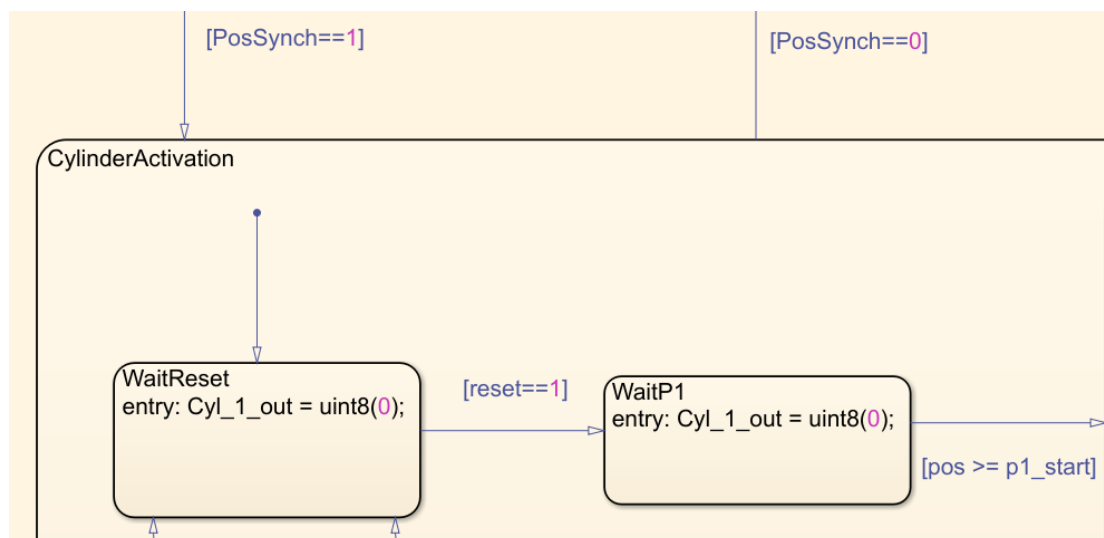 [PosSynch==1]
[PosSynch==0]
CylinderActivation
WaitReset
entry: Cyl_1_out = uint8(0);
[reset==1]
WaitP1
entry: Cyl_1_out = uint8(0);
[pos >= p1_start]